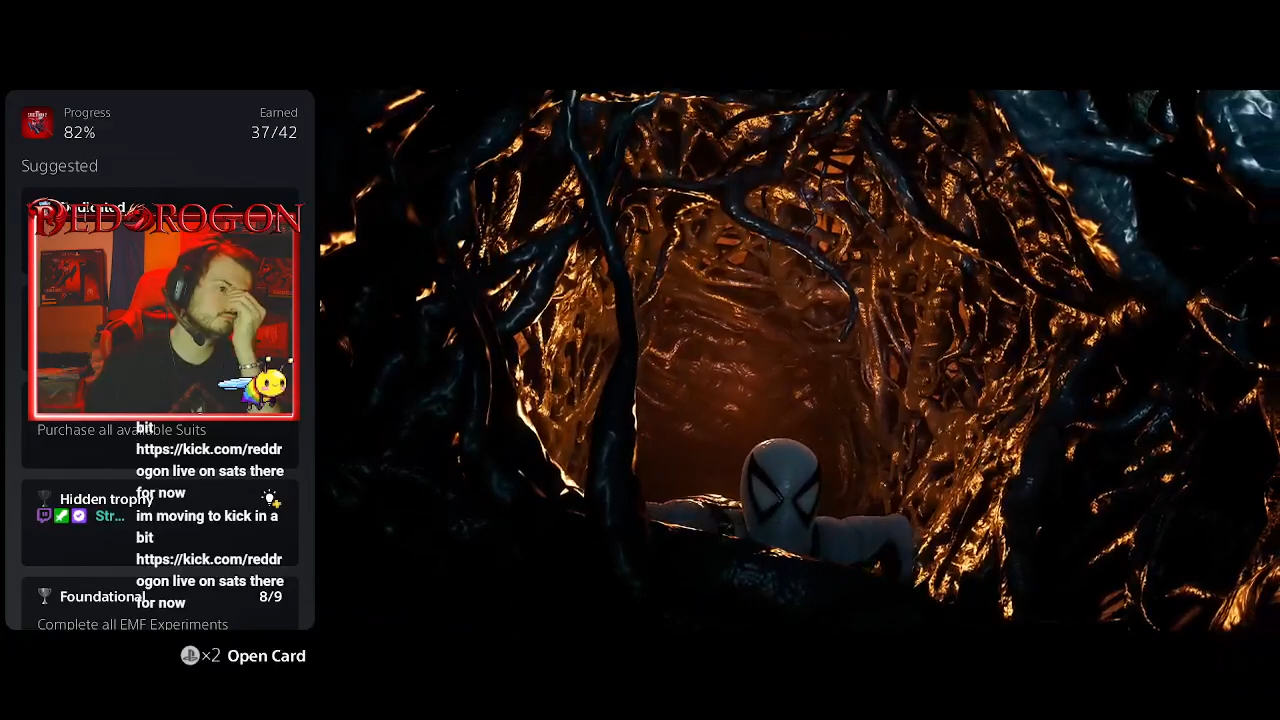 Progress
Earned
82%
37/42
Suggested
REDDROGON
Purchase all available Suits
bit
https://kick.com/reddr
ogon live on sats there
for now
Hidden trophy
Str...
im moving to kick in a
bit
https://kick.com/reddr
ogon live on sats there
for now
Foundational
8/9
Complete all EMF Experiments
×2 Open Card